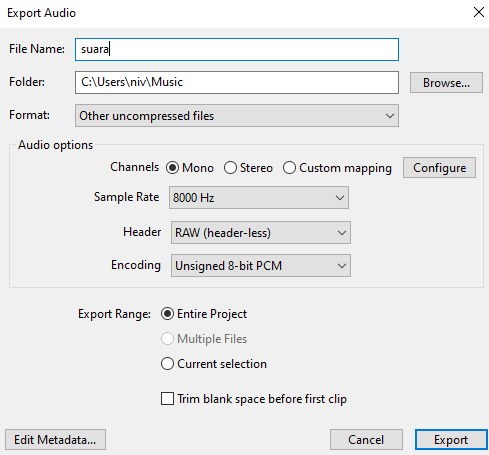 Export Audio
File Name: suara
Folder: C:\Users\niv\Music Browse...
Format: Other uncompressed files
Audio options
Channels Mono Stereo Custom mapping Configure
Sample Rate 8000 Hz
Header RAW (header-less)
Encoding Unsigned 8-bit PCM
Export Range: Entire Project
Multiple Files
Current selection
Trim blank space before first clip
Edit Metadata... Cancel Export